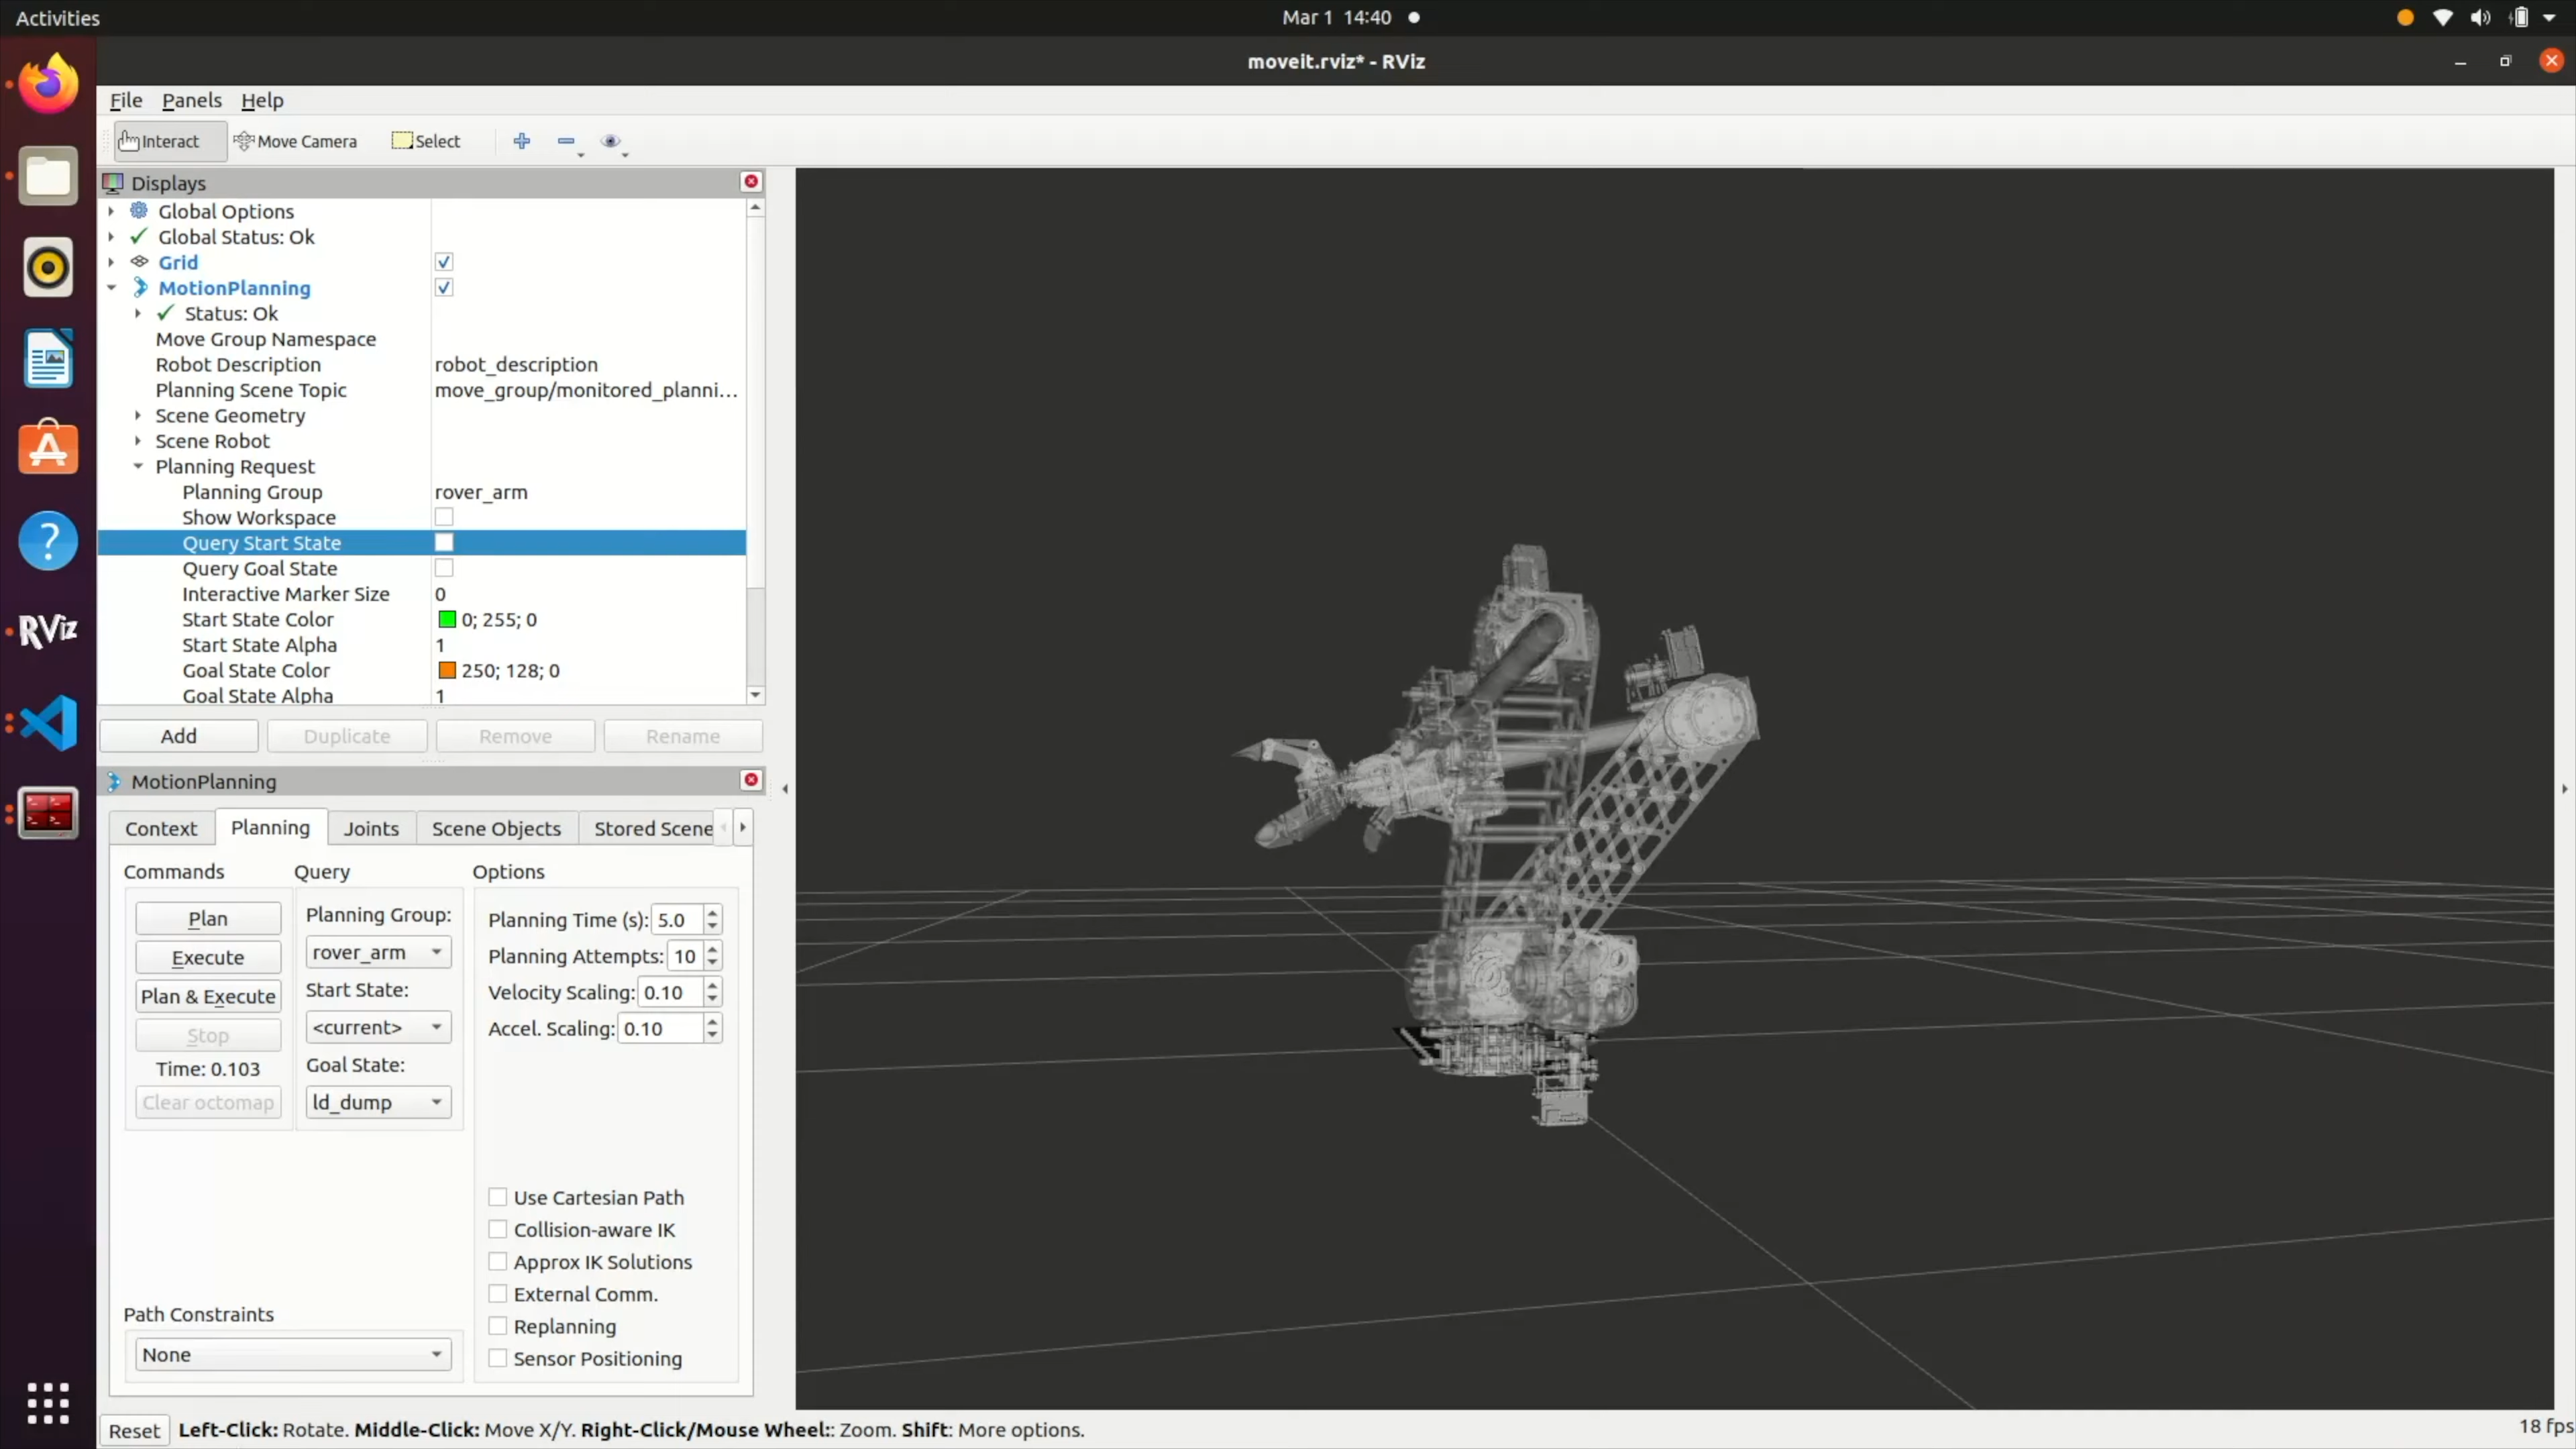 Activities
Mar 1 14:40
moveit.rviz* - RViz
File Panels Help
Interact Move Camera Select
Displays
Global Options
Global Status: Ok
Grid
MotionPlanning
Status: Ok
Move Group Namespace
Robot Description robot_description
Planning Scene Topic move_group/monitored_planni...
Scene Geometry
Scene Robot
Planning Request
Planning Group rover_arm
Show Workspace
Query Start State
Query Goal State
Interactive Marker Size 0
Start State Color 0; 255; 0
Start State Alpha 1
Goal State Color 250; 128; 0
Goal State Alpha 1
RViz
Add Duplicate Remove Rename
MotionPlanning
Context Planning Joints Scene Objects Stored Scene
Commands Query Options
Plan
Execute
Plan & Execute
Stop
Time: 0.103
Clear octomap
Planning Group:
rover_arm
Start State:
<current>
Goal State:
ld_dump
Planning Time (s): 5.0
Planning Attempts: 10
Velocity Scaling: 0.10
Accel. Scaling: 0.10
Use Cartesian Path
Collision-aware IK
Approx IK Solutions
External Comm.
Replanning
Sensor Positioning
Path Constraints
None
Reset Left-Click: Rotate. Middle-Click: Move X/Y. Right-Click/Mouse Wheel:: Zoom. Shift: More options.
18 fps